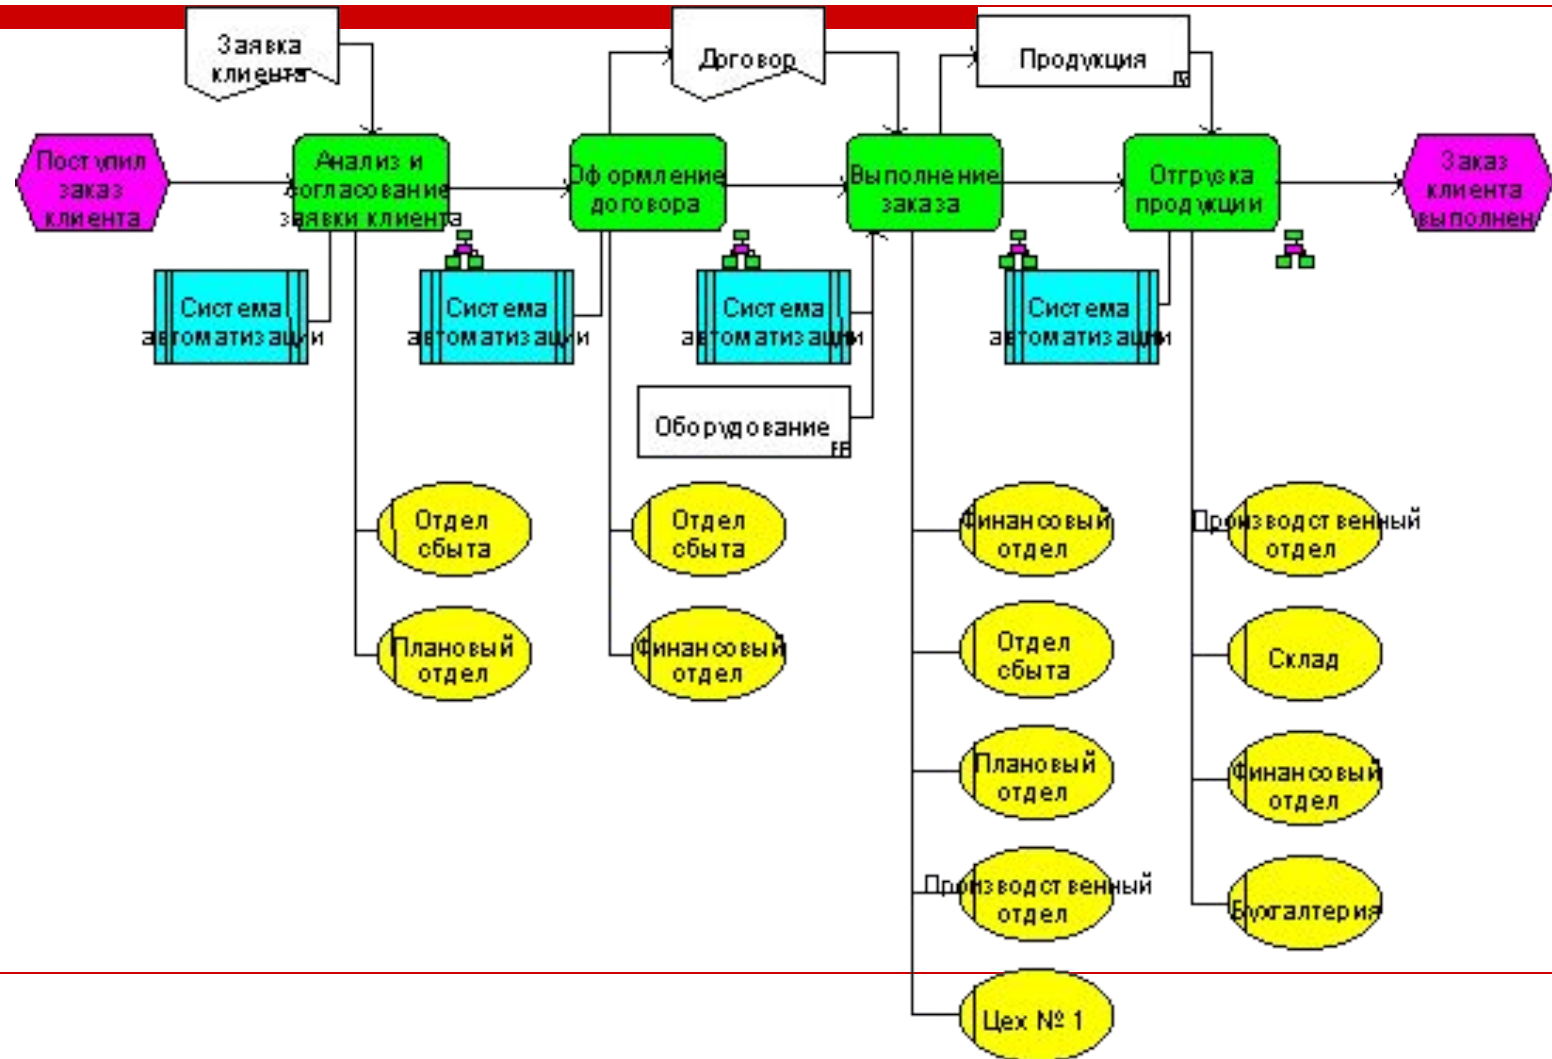 Заявка
клиента
Договор
Продукция
Поступил
заказ
клиента
Анализ и
согласование
заявки клиента
Оформление
договора
Выполнение
заказа
Отгрузка
продукции
Заказ
клиента
выполнен
Система
автоматизации
Система
автоматизации
Система
автоматизации
Система
автоматизации
Оборудование
Отдел
сбыта
Отдел
сбыта
Финансовый
отдел
Производственный
отдел
Плановый
отдел
Финансовый
отдел
Отдел
сбыта
Склад
Плановый
отдел
Финансовый
отдел
Производственный
отдел
Бухгалтерия
Цех № 1